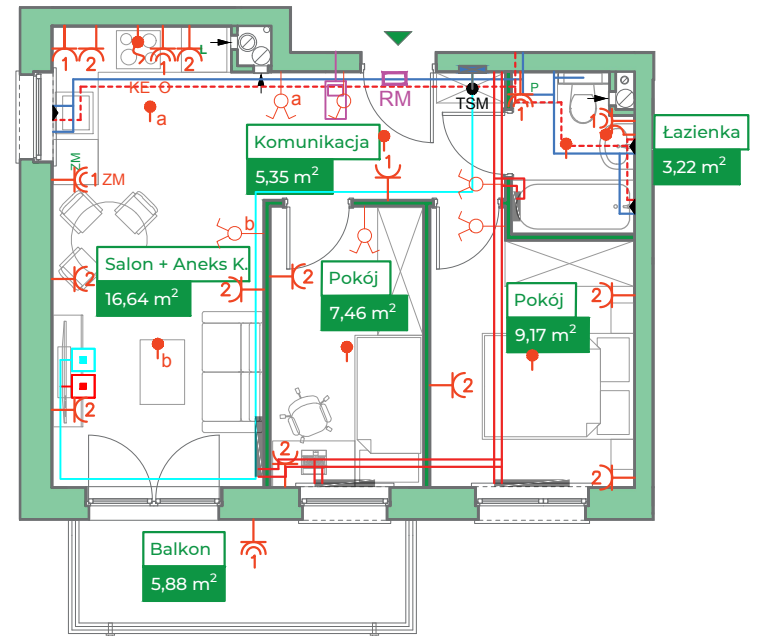 1
2
1
2
L
KE
a
a
RM
TSM
P
1
1
Komunikacja
5,35 m²
1
Łazienka
3,22 m²
ZM
1 ZM
b
2
Salon + Aneks K.
16,64 m²
2
2
Pokój
7,46 m²
Pokój
9,17 m²
2
b
2
2
2
2
Balkon
5,88 m²
1